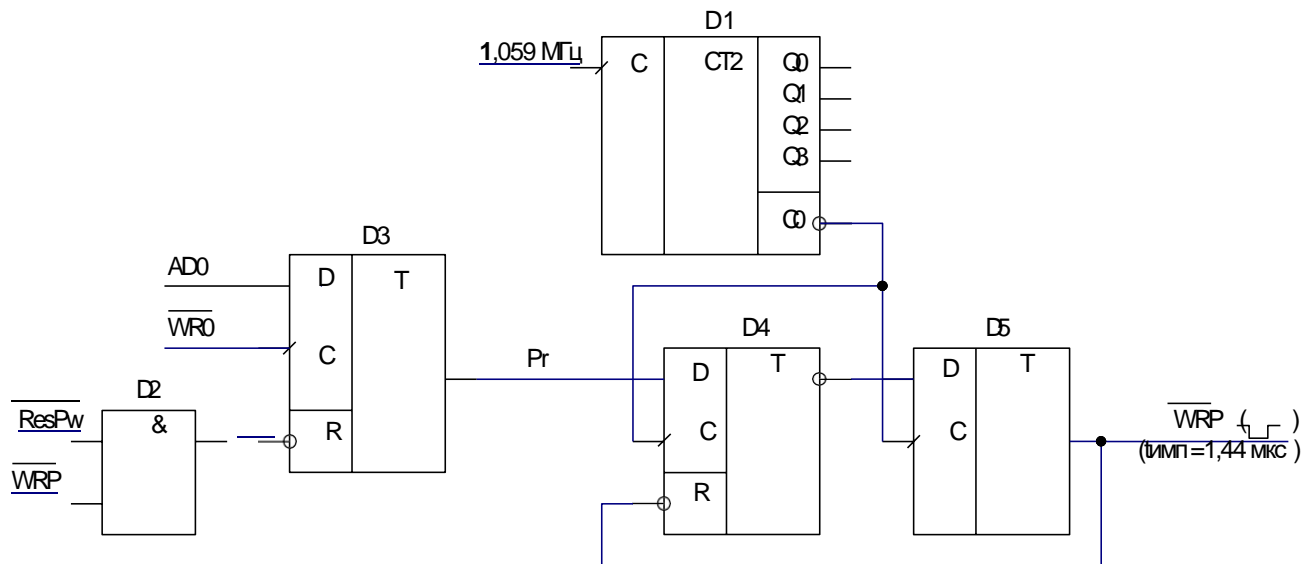 D1
1,059 МГц
C
CT2
Q0
Q1
Q2
Q3
C0
D3
AD0
D
T
WR0
C
R
D2
ResPw
&
WRP
Pr
D4
D
T
C
R
D5
D
T
C
WRP ( )
(tимп=1,44 мкс )